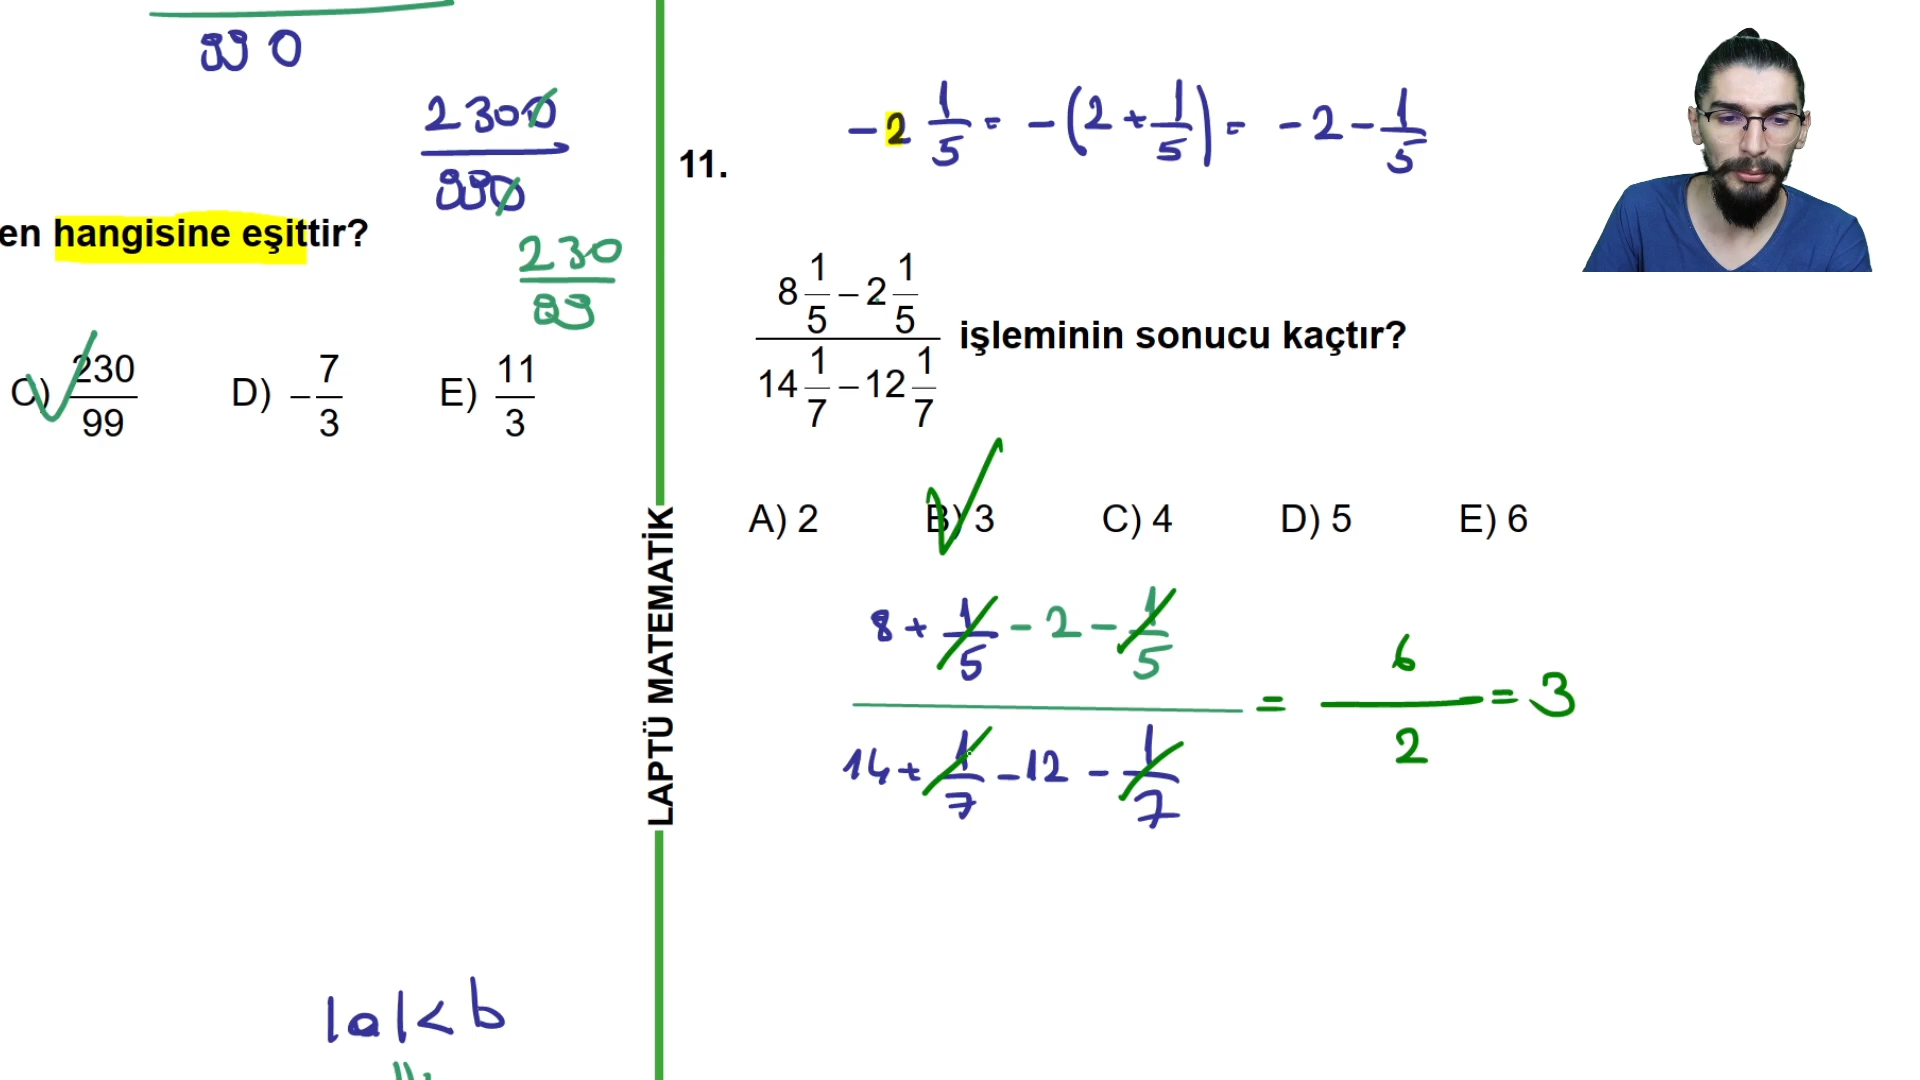 990
2300
990
en hangisine eşittir?
230
99
C) 230/99 D) -7/3 E) 11/3
|a|<b
LAPTÜ MATEMATİK
-2 1/5 = -(2 + 1/5) = -2 - 1/5
11.
8 1/5 – 2 1/5
14 1/7 – 12 1/7
işleminin sonucu kaçtır?
A) 2 B) 3 C) 4 D) 5 E) 6
8 + 1/5 - 2 - 1/5
14 + 1/7 - 12 - 1/7
= 6/2 = 3